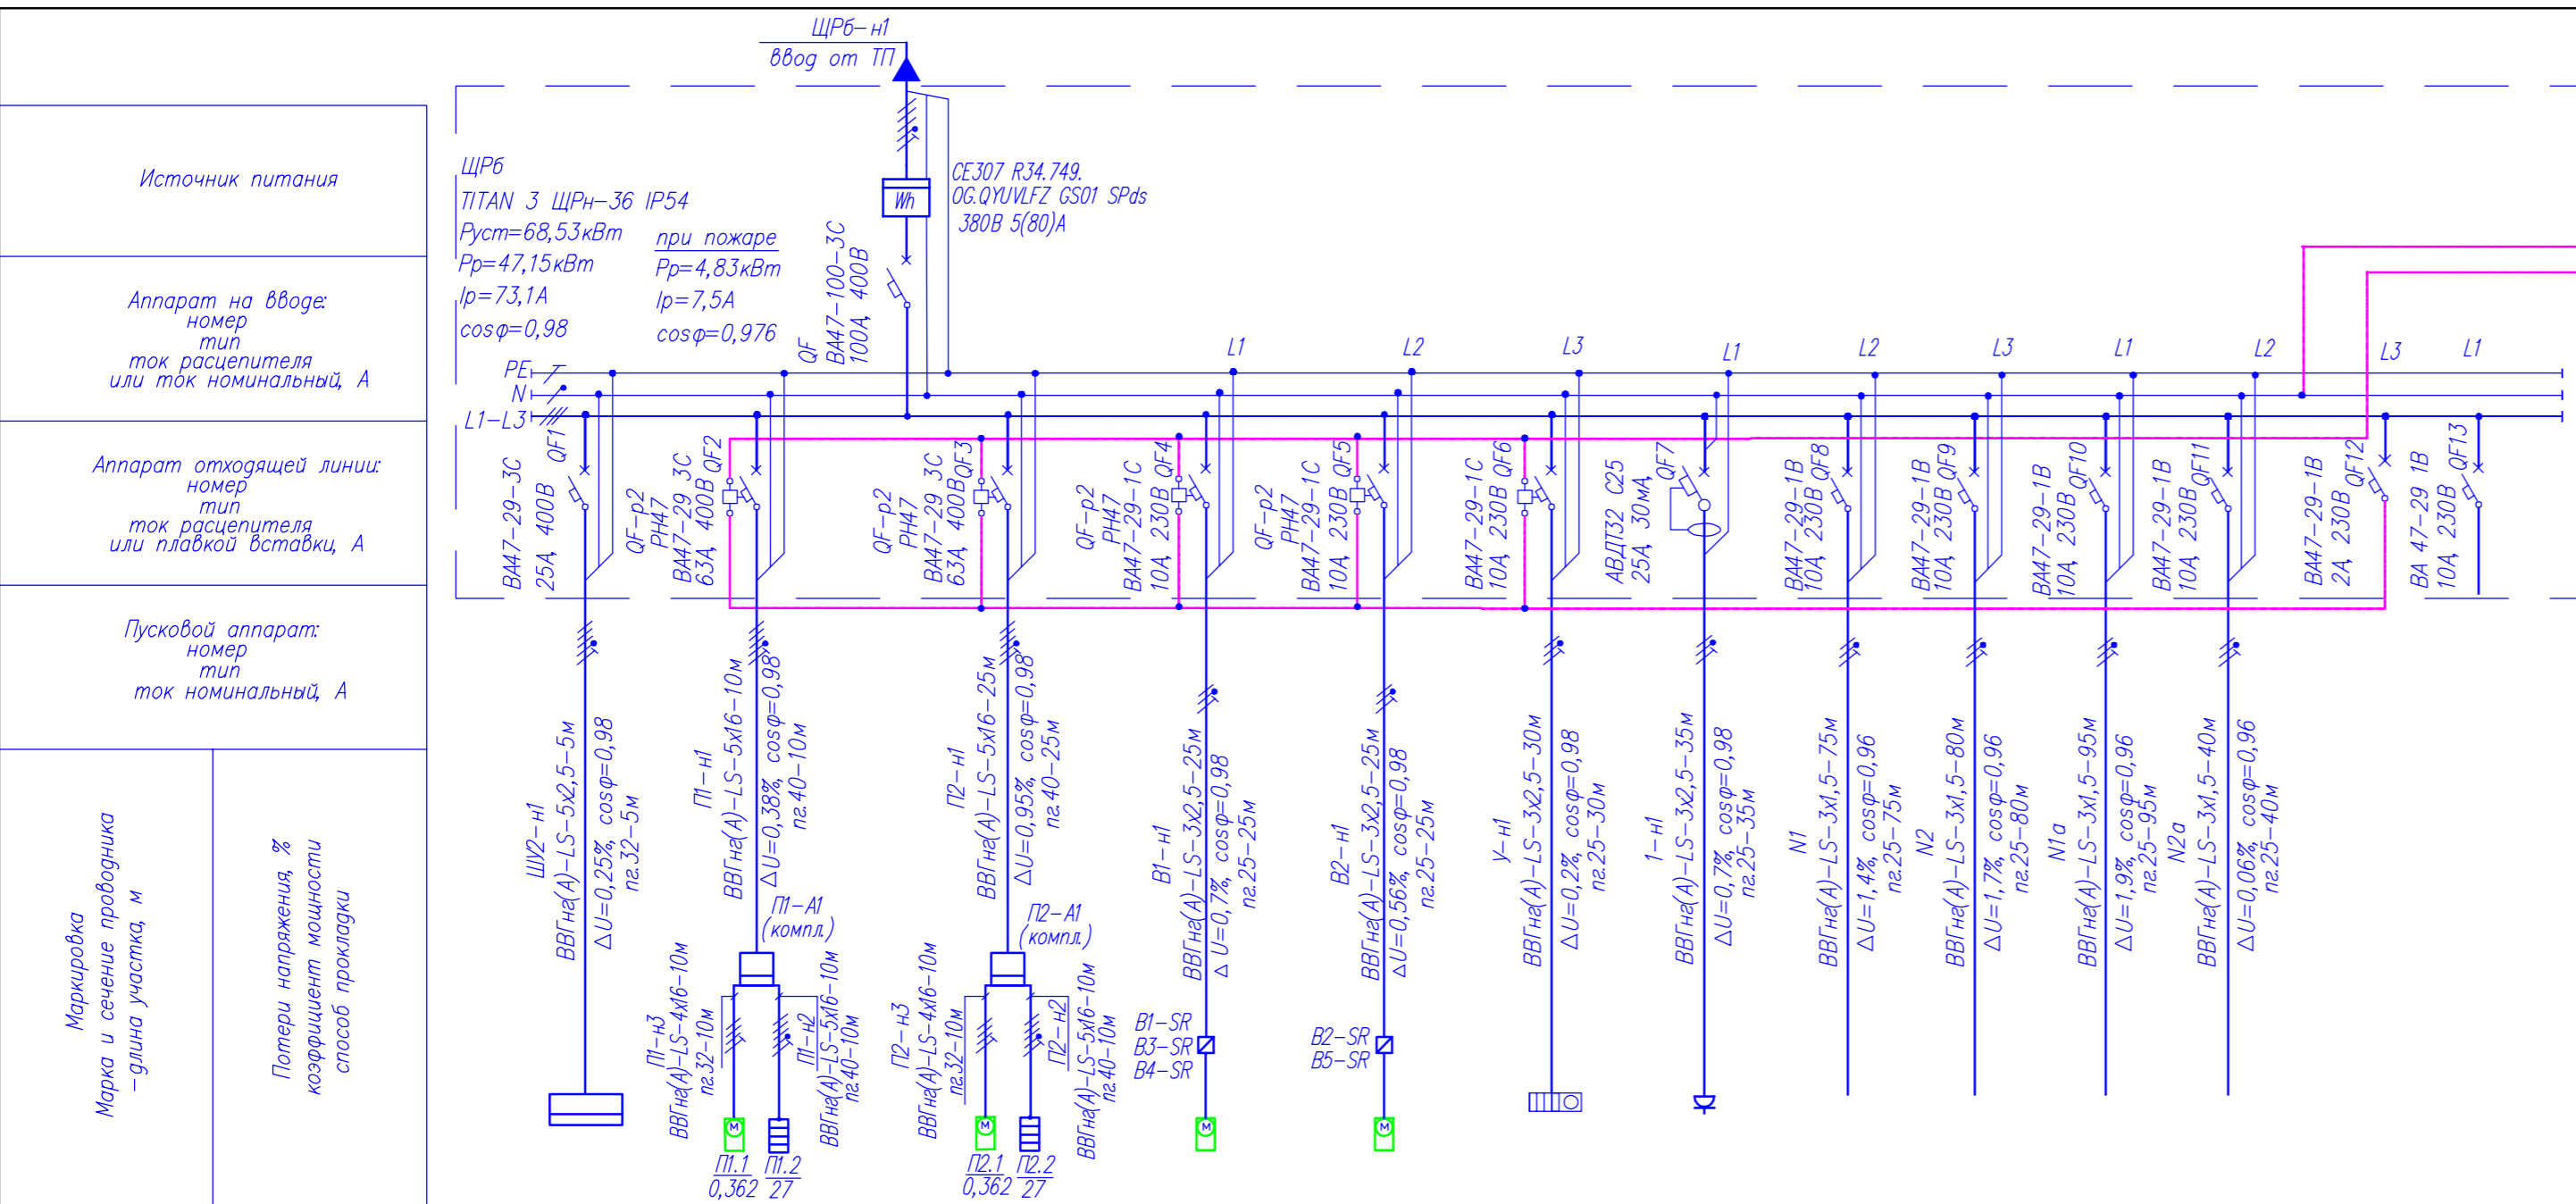 ЩРб-н1
ввод от ТП
Источник питания
Аппарат на вводе:
номер
тип
ток расцепителя
или ток номинальный, А
Аппарат отходящей линии:
номер
тип
ток расцепителя
или плавкой вставки, А
Пусковой аппарат:
номер
тип
ток номинальный, А
Маркировка
Марка и сечение проводника
-длина участка, м
Потери напряжения, %
коэффициент мощности
способ прокладки
ЩРб
TITAN 3 ЩРн-36 IP54
Руст=68,53кВт
Рр=47,15кВт
Iр=73,1А
cosφ=0,98
при пожаре
Рр=4,83кВт
Iр=7,5А
cosφ=0,976
Wh
CE307 R34.749.
OG.QYUVLFZ GS01 SPds
380В 5(80)А
QF
ВА47-100-3С
100А, 400В
PE
N
L1-L3
L1
L2
L3
L1
L2
L3
L1
L2
L3
L1
ВА47-29-3С
25А, 400В
QF1
QF-р2
РН47
ВА47-29 3С
63А, 400В QF2
QF-р2
РН47
ВА47-29 3С
63А, 400В QF3
QF-р2
РН47
ВА47-29-1С
10А, 230В QF4
QF-р2
РН47
ВА47-29-1С
10А, 230В QF5
ВА47-29-1С
10А, 230В QF6
АВДТ32 С25
25А, 30мА
QF7
ВА47-29-1В
10А, 230В QF8
ВА47-29-1В
10А, 230В QF9
ВА47-29-1В
10А, 230В QF10
ВА47-29-1В
10А, 230В QF11
ВА47-29-1В
2А, 230В
QF12
ВА 47-29 1В
10А, 230В
QF13
ШУ2-н1
ВВГнг(А)-LS-5х2,5-5м
ΔU=0,25%, cosφ=0,98
пг.32-5м
П1-н1
ВВГнг(А)-LS-5х16-10м
ΔU=0,38%, cosφ=0,98
пг.40-10м
П2-н1
ВВГнг(А)-LS-5х16-25м
ΔU=0,95%, cosφ=0,98
пг.40-25м
В1-н1
ВВГнг(А)-LS-3х2,5-25м
ΔU=0,7%, cosφ=0,98
пг.25-25м
В2-н1
ВВГнг(А)-LS-3х2,5-25м
ΔU=0,56%, cosφ=0,98
пг.25-25м
У-н1
ВВГнг(А)-LS-3х2,5-30м
ΔU=0,2%, cosφ=0,98
пг.25-30м
1-н1
ВВГнг(А)-LS-3х2,5-35м
ΔU=0,7%, cosφ=0,98
пг.25-35м
N1
ВВГнг(А)-LS-3х1,5-75м
ΔU=1,4%, cosφ=0,96
пг.25-75м
N2
ВВГнг(А)-LS-3х1,5-80м
ΔU=1,7%, cosφ=0,96
пг.25-80м
N1а
ВВГнг(А)-LS-3х1,5-95м
ΔU=1,9%, cosφ=0,96
пг.25-95м
N2а
ВВГнг(А)-LS-3х1,5-40м
ΔU=0,06%, cosφ=0,96
пг.25-40м
П1-А1
(компл.)
П2-А1
(компл.)
П1-н3
ВВГнг(А)-LS-4х16-10м
пг.32-10м
П1-н2
ВВГнг(А)-LS-5х16-10м
пг.40-10м
П2-н3
ВВГнг(А)-LS-4х16-10м
пг.32-10м
П2-н2
ВВГнг(А)-LS-5х16-10м
пг.40-10м
В1-SR
В3-SR
В4-SR
В2-SR
В5-SR
М
М
М
М
П1.1
0,362
П1.2
27
П2.1
0,362
П2.2
27